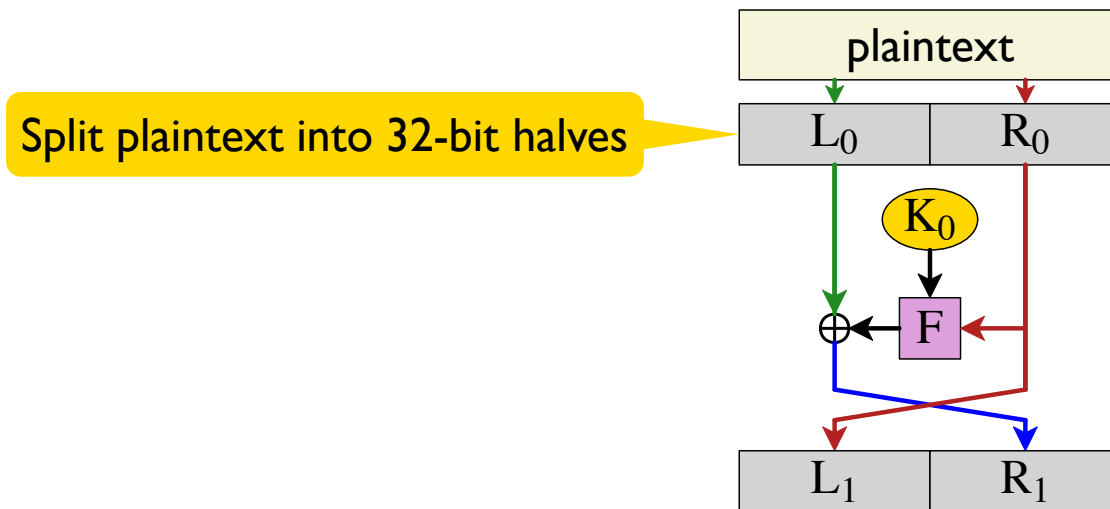 plaintext
Split plaintext into 32-bit halves
L₀ R₀
K₀
F
L₁ R₁